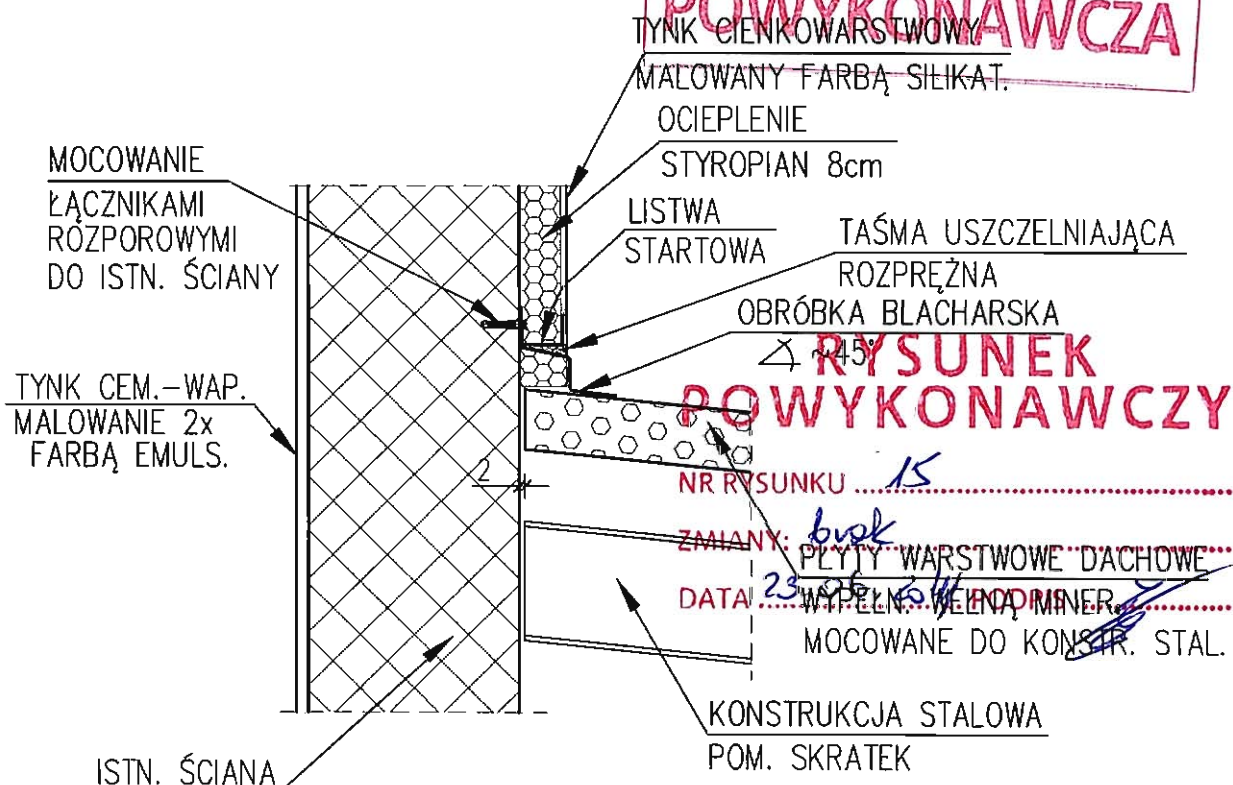 POWYKONAWCZA
TYNK CIENKOWARSTWOWY
MALOWANY FARBĄ SILIKAT.
OCIEPLENIE
STYROPIAN 8cm
MOCOWANIE
ŁĄCZNIKAMI
ROZPOROWYMI
DO ISTN. ŚCIANY
LISTWA
STARTOWA
TAŚMA USZCZELNIAJĄCA
ROZPRĘŻNA
OBRÓBKA BLACHARSKA
~45°
RYSUNEK
POWYKONAWCZY
TYNK CEM.-WAP.
MALOWANIE 2x
FARBĄ EMULS.
2
NR RYSUNKU 15
ZMIANY: brak
PŁYTY WARSTWOWE DACHOWE
DATA 23 PODPIS
WYPEŁN. WEŁNĄ MINER.
MOCOWANE DO KONSTR. STAL.
KONSTRUKCJA STALOWA
POM. SKRATEK
ISTN. ŚCIANA